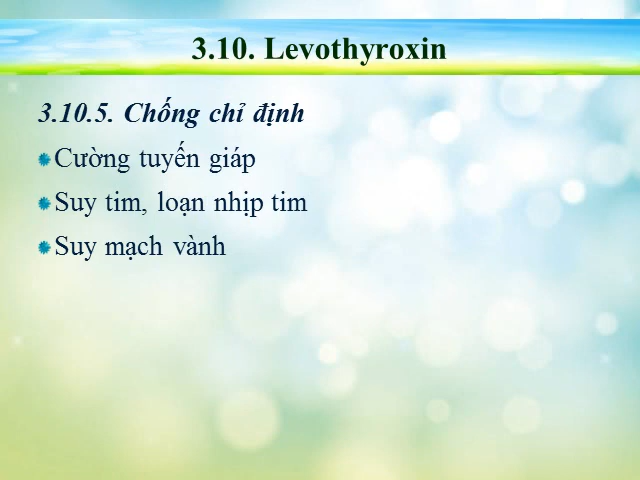 3.10. Levothyroxin
3.10.5. Chống chỉ định
Cường tuyến giáp
Suy tim, loạn nhịp tim
Suy mạch vành